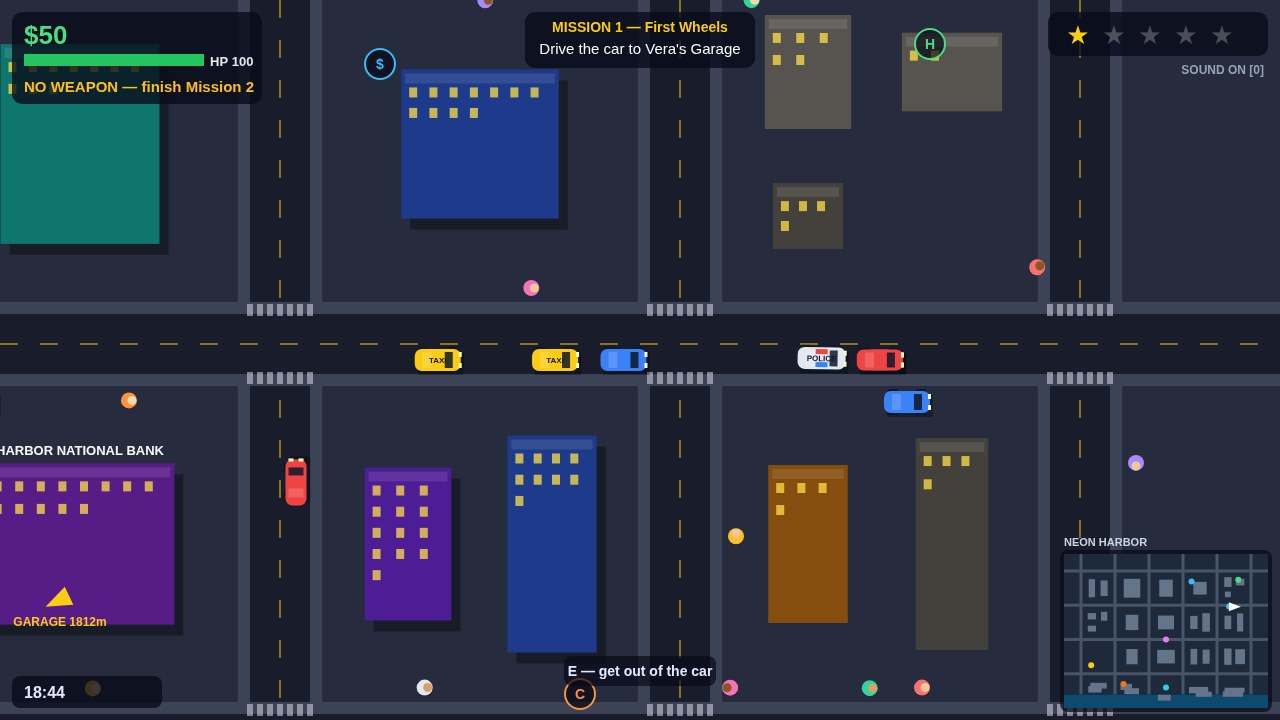 $50
HP 100
NO WEAPON — finish Mission 2
$
MISSION 1 — First Wheels
Drive the car to Vera's Garage
H
SOUND ON [0]
TAXI
TAXI
POLICE
HARBOR NATIONAL BANK
GARAGE 1812m
NEON HARBOR
E — get out of the car
C
18:44